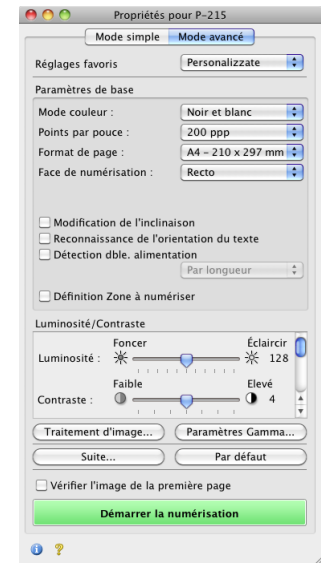 Propriétés pour P-215
Mode simple Mode avancé
Réglages favoris Personalizzate
Paramètres de base
Mode couleur : Noir et blanc
Points par pouce : 200 ppp
Format de page : A4 – 210 x 297 mm
Face de numérisation : Recto
Modification de l'inclinaison
Reconnaissance de l'orientation du texte
Détection dble. alimentation
Par longueur
Définition Zone à numériser
Luminosité/Contraste
Foncer Éclaircir
Luminosité : 128
Faible Elevé
Contraste : 4
Traitement d'image... Paramètres Gamma...
Suite... Par défaut
Vérifier l'image de la première page
Démarrer la numérisation